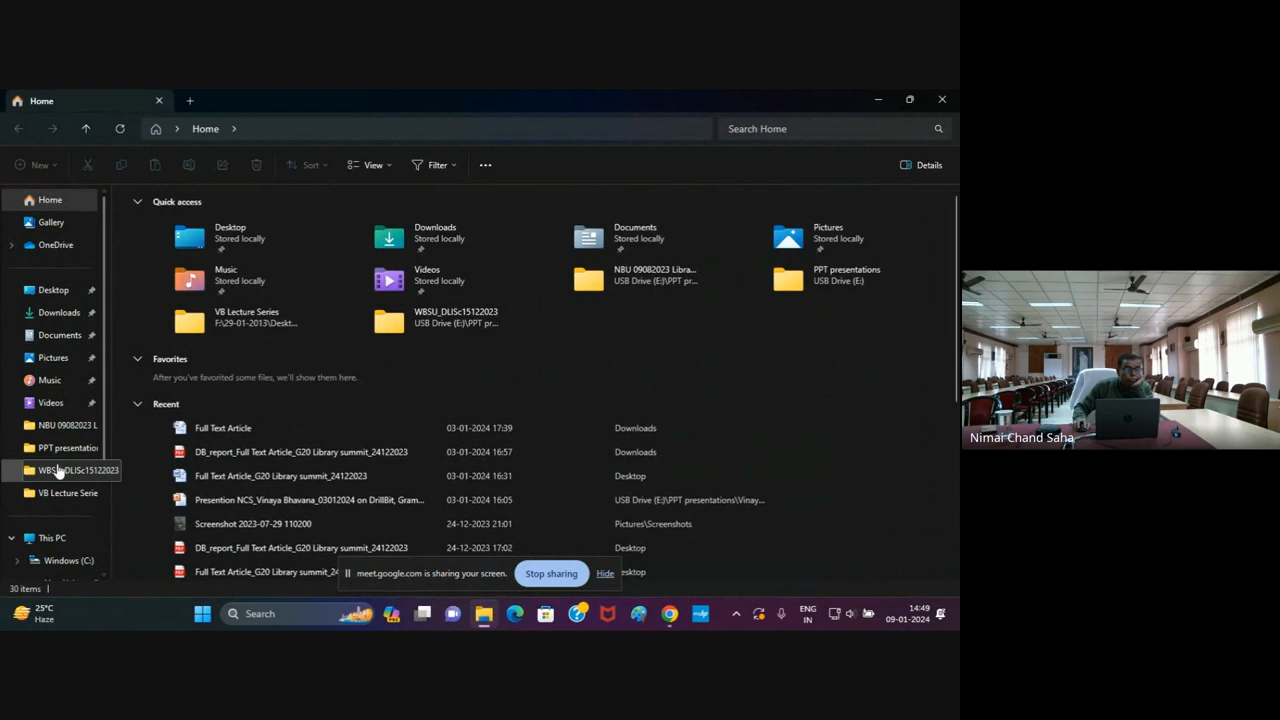 Home
Home
Search Home
New
Sort
View
Filter
Details
Home
Gallery
OneDrive
Desktop
Downloads
Documents
Pictures
Music
Videos
NBU 09082023 L
PPT presentatio
WBSU_DLISc15122023
VB Lecture Serie
This PC
Windows (C:)
30 items
Quick access
Desktop
Stored locally
Downloads
Stored locally
Documents
Stored locally
Pictures
Stored locally
Music
Stored locally
Videos
Stored locally
NBU 09082023 Libra...
USB Drive (E:)\PPT pr...
PPT presentations
USB Drive (E:)
VB Lecture Series
F:\29-01-2013\Deskt...
WBSU_DLISc15122023
USB Drive (E:)\PPT pr...
Favorites
After you've favorited some files, we'll show them here.
Recent
Full Text Article 03-01-2024 17:39 Downloads
DB_report_Full Text Article_G20 Library summit_24122023 03-01-2024 16:57 Downloads
Full Text Article_G20 Library summit_24122023 03-01-2024 16:31 Desktop
Presention NCS_Vinaya Bhavana_03012024 on DrillBit, Gram... 03-01-2024 16:05 USB Drive (E:)\PPT presentations\Vinay...
Screenshot 2023-07-29 110200 24-12-2023 21:01 Pictures\Screenshots
DB_report_Full Text Article_G20 Library summit_24122023 24-12-2023 17:02 Desktop
Full Text Article_G20 Library summit_24 esktop
meet.google.com is sharing your screen.
Stop sharing
Hide
25°C
Haze
Search
ENG
IN
14:49
09-01-2024
Nimai Chand Saha